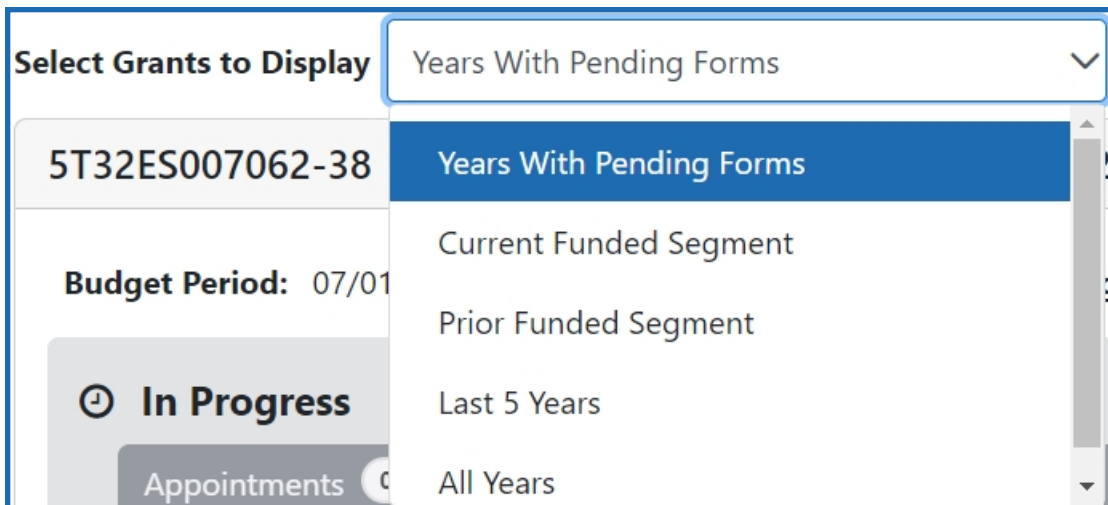 Select Grants to Display
Years With Pending Forms
5T32ES007062-38
Years With Pending Forms
Current Funded Segment
Budget Period: 07/01
Prior Funded Segment
In Progress
Last 5 Years
Appointments
All Years